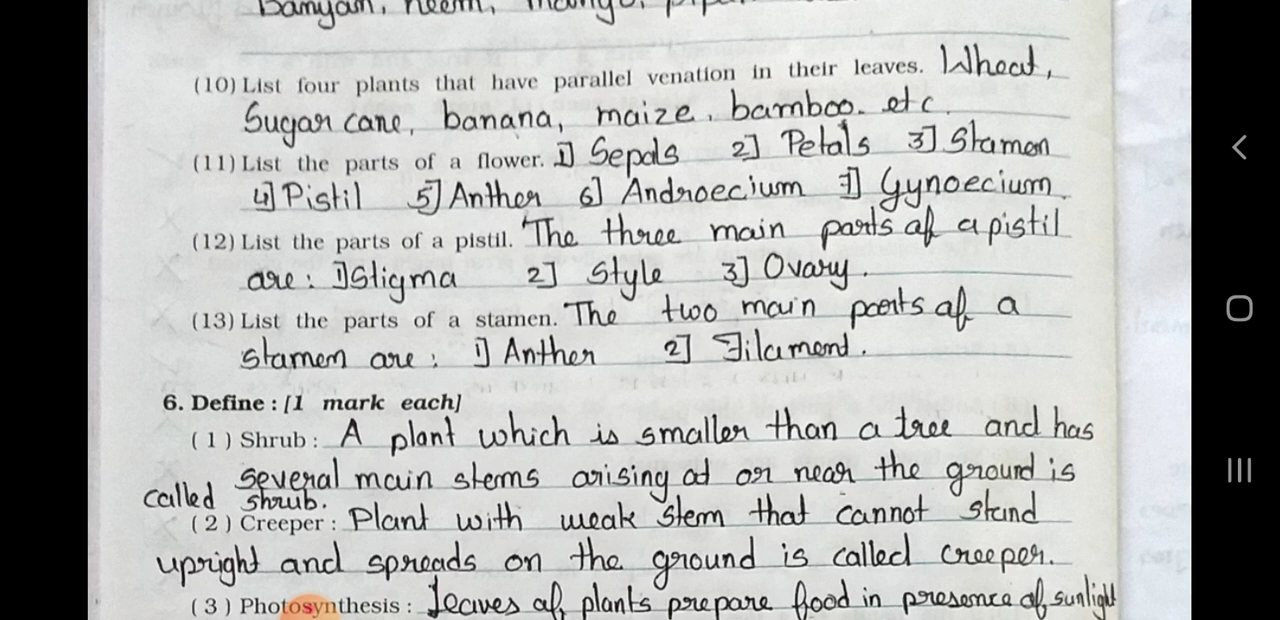 Banyan, neem, mango,
(10) List four plants that have parallel venation in their leaves. Wheat,
Sugar cane, banana, maize, bamboo. etc.
(11) List the parts of a flower. 1] Sepals 2] Petals 3] Stamen
4] Pistil 5] Anther 6] Androecium 7] Gynoecium
(12) List the parts of a pistil. The three main parts of a pistil
are : 1] Stigma 2] Style 3] Ovary.
(13) List the parts of a stamen. The two main parts of a
stamen are : 1] Anther 2] Filament.
6. Define : [1 mark each]
( 1 ) Shrub : A plant which is smaller than a tree and has
several main stems arising at or near the ground is
called shrub.
( 2 ) Creeper : Plant with weak stem that cannot stand
upright and spreads on the ground is called creeper.
( 3 ) Photosynthesis : Leaves of plants prepare food in presence of sunlight